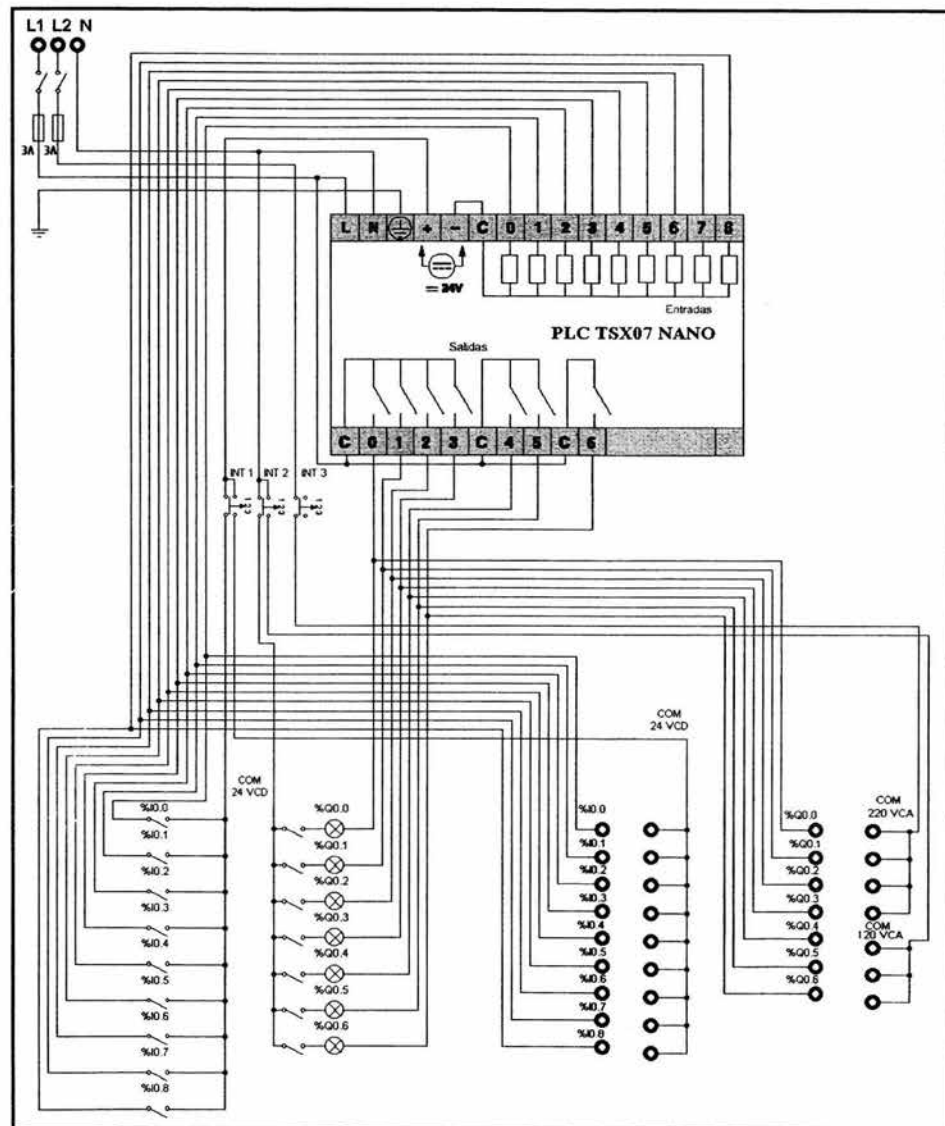 L1 L2 N
3A 3A
L N + - C 0 1 2 3 4 5 6 7 8
= 24V
Entradas
PLC TSX07 NANO
Salidas
C 0 1 2 3 C 4 5 C 6
INT 1 INT 2 INT 3
COM
24 VCD
COM
24 VCD
%I0.0
%I0.1
%I0.2
%I0.3
%I0.4
%I0.5
%I0.6
%I0.7
%I0.8
%Q0.0
%Q0.1
%Q0.2
%Q0.3
%Q0.4
%Q0.5
%Q0.6
%I0.0
%I0.1
%I0.2
%I0.3
%I0.4
%I0.5
%I0.6
%I0.7
%I0.8
%Q0.0
%Q0.1
%Q0.2
%Q0.3
%Q0.4
%Q0.5
%Q0.6
COM
220 VCA
COM
120 VCA